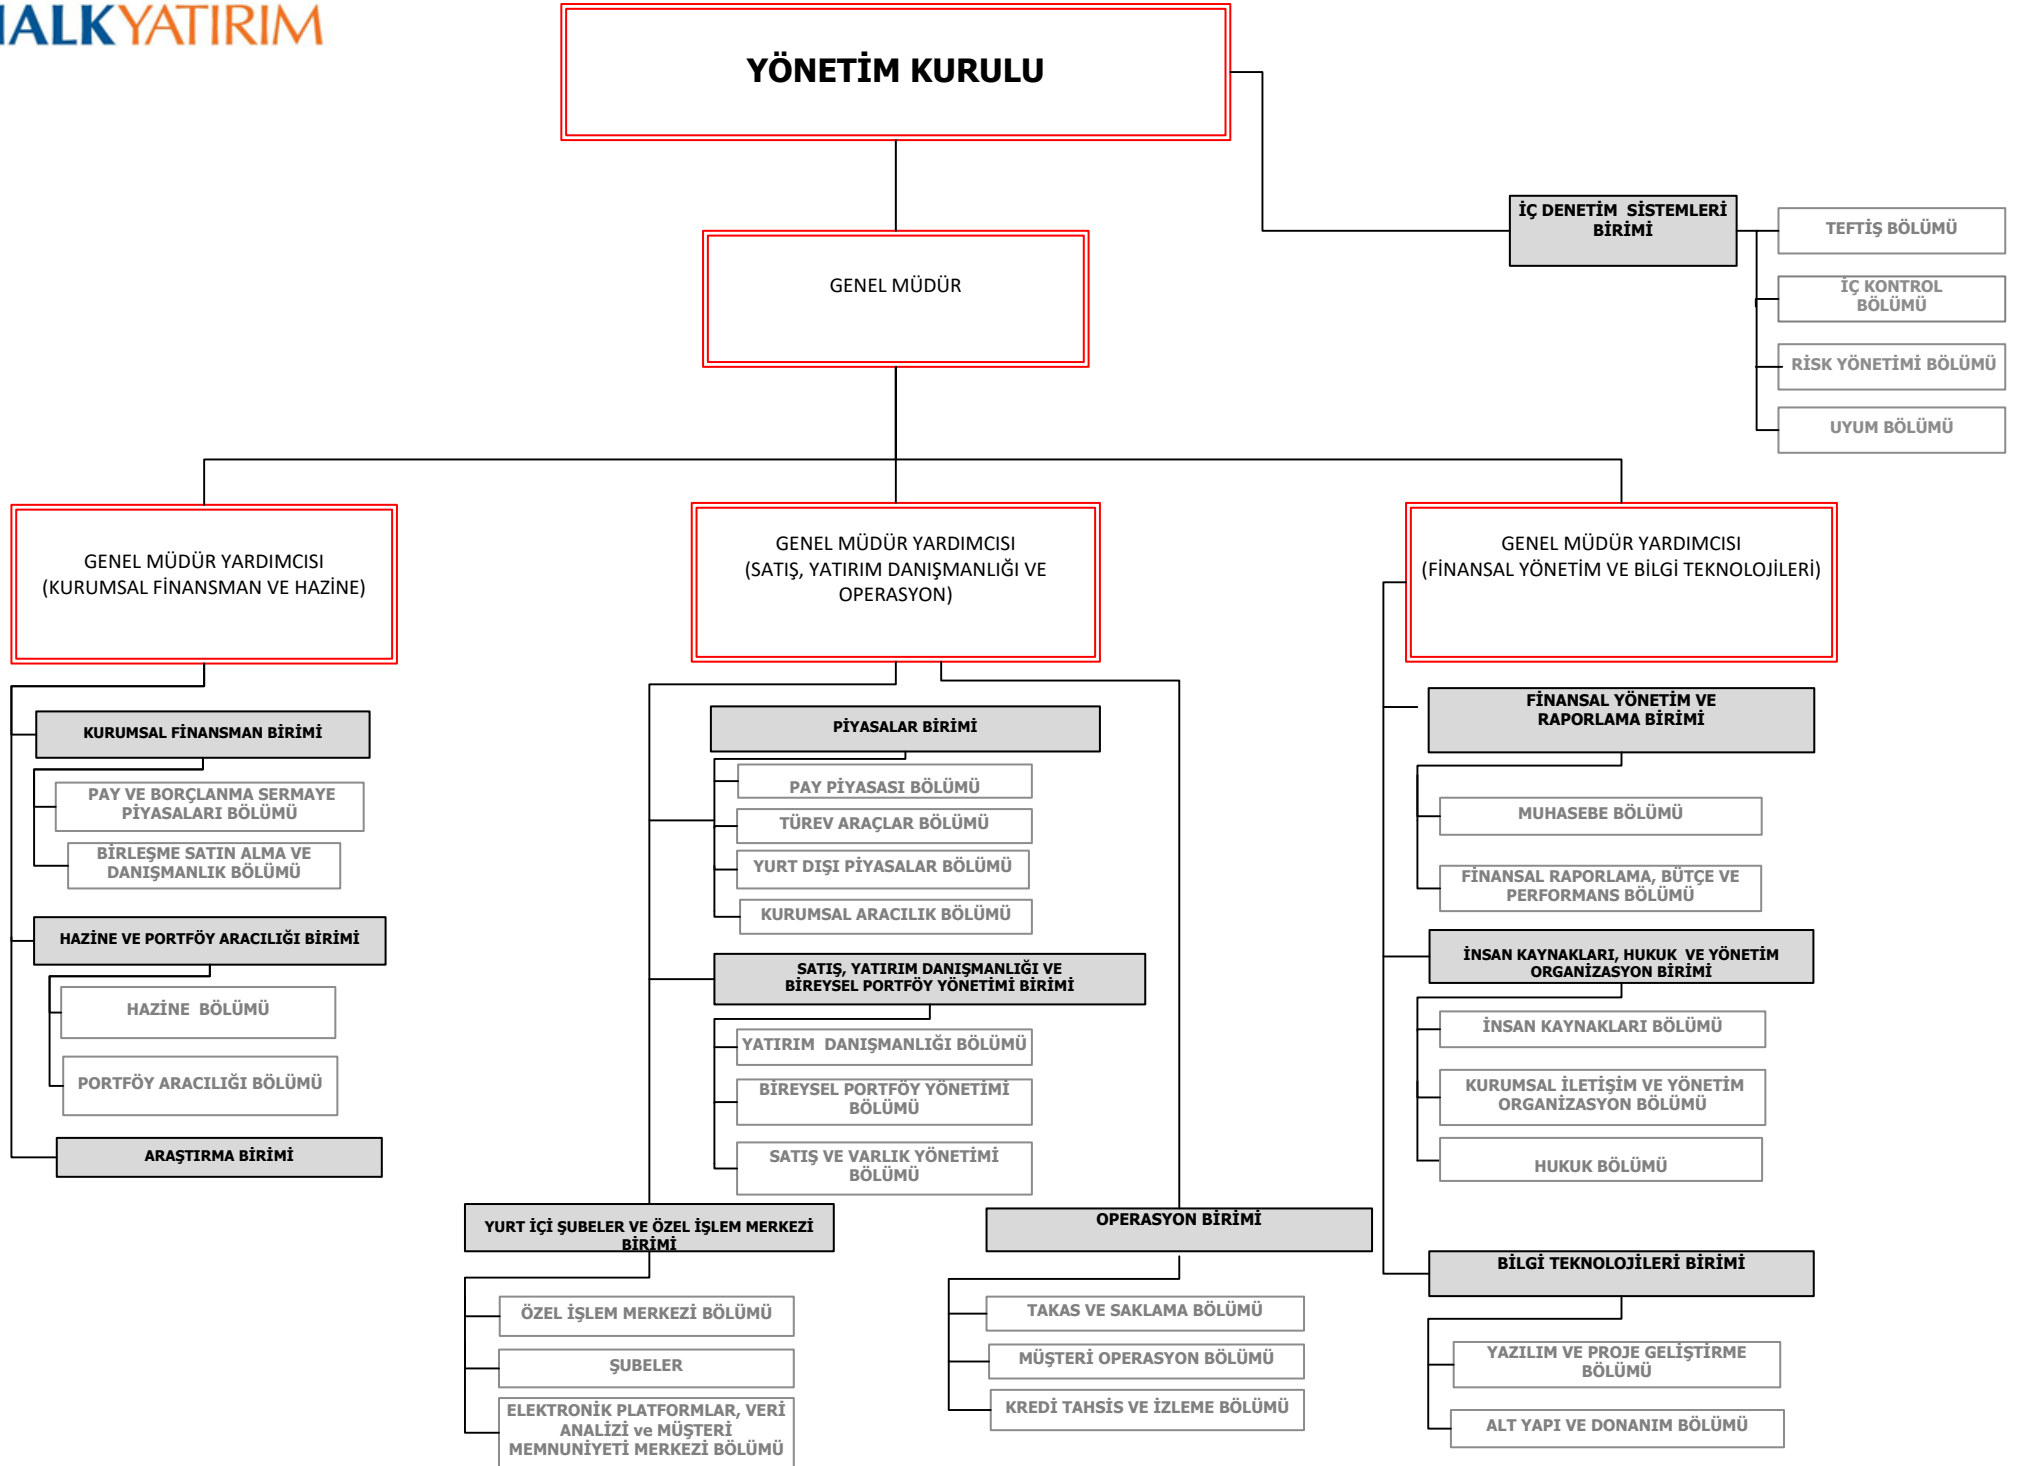 HALKYATIRIM
YÖNETİM KURULU
İÇ DENETİM SİSTEMLERİ
BİRİMİ
TEFTİŞ BÖLÜMÜ
İÇ KONTROL
BÖLÜMÜ
RİSK YÖNETİMİ BÖLÜMÜ
UYUM BÖLÜMÜ
GENEL MÜDÜR
GENEL MÜDÜR YARDIMCISI
(KURUMSAL FİNANSMAN VE HAZİNE)
KURUMSAL FİNANSMAN BİRİMİ
PAY VE BORÇLANMA SERMAYE
PİYASALARI BÖLÜMÜ
BİRLEŞME SATIN ALMA VE
DANIŞMANLIK BÖLÜMÜ
HAZİNE VE PORTFÖY ARACILIĞI BİRİMİ
HAZİNE BÖLÜMÜ
PORTFÖY ARACILIĞI BÖLÜMÜ
ARAŞTIRMA BİRİMİ
GENEL MÜDÜR YARDIMCISI
(SATIŞ, YATIRIM DANIŞMANLIĞI VE
OPERASYON)
PİYASALAR BİRİMİ
PAY PİYASASI BÖLÜMÜ
TÜREV ARAÇLAR BÖLÜMÜ
YURT DIŞI PİYASALAR BÖLÜMÜ
KURUMSAL ARACILIK BÖLÜMÜ
SATIŞ, YATIRIM DANIŞMANLIĞI VE
BİREYSEL PORTFÖY YÖNETİMİ BİRİMİ
YATIRIM DANIŞMANLIĞI BÖLÜMÜ
BİREYSEL PORTFÖY YÖNETİMİ
BÖLÜMÜ
SATIŞ VE VARLIK YÖNETİMİ
BÖLÜMÜ
YURT İÇİ ŞUBELER VE ÖZEL İŞLEM MERKEZİ
BİRİMİ
ÖZEL İŞLEM MERKEZİ BÖLÜMÜ
ŞUBELER
ELEKTRONİK PLATFORMLAR, VERİ
ANALİZİ ve MÜŞTERİ
MEMNUNİYETİ MERKEZİ BÖLÜMÜ
OPERASYON BİRİMİ
TAKAS VE SAKLAMA BÖLÜMÜ
MÜŞTERİ OPERASYON BÖLÜMÜ
KREDİ TAHSİS VE İZLEME BÖLÜMÜ
GENEL MÜDÜR YARDIMCISI
(FİNANSAL YÖNETİM VE BİLGİ TEKNOLOJİLERİ)
FİNANSAL YÖNETİM VE
RAPORLAMA BİRİMİ
MUHASEBE BÖLÜMÜ
FİNANSAL RAPORLAMA, BÜTÇE VE
PERFORMANS BÖLÜMÜ
İNSAN KAYNAKLARI, HUKUK VE YÖNETİM
ORGANİZASYON BİRİMİ
İNSAN KAYNAKLARI BÖLÜMÜ
KURUMSAL İLETİŞİM VE YÖNETİM
ORGANİZASYON BÖLÜMÜ
HUKUK BÖLÜMÜ
BİLGİ TEKNOLOJİLERİ BİRİMİ
YAZILIM VE PROJE GELİŞTİRME
BÖLÜMÜ
ALT YAPI VE DONANIM BÖLÜMÜ